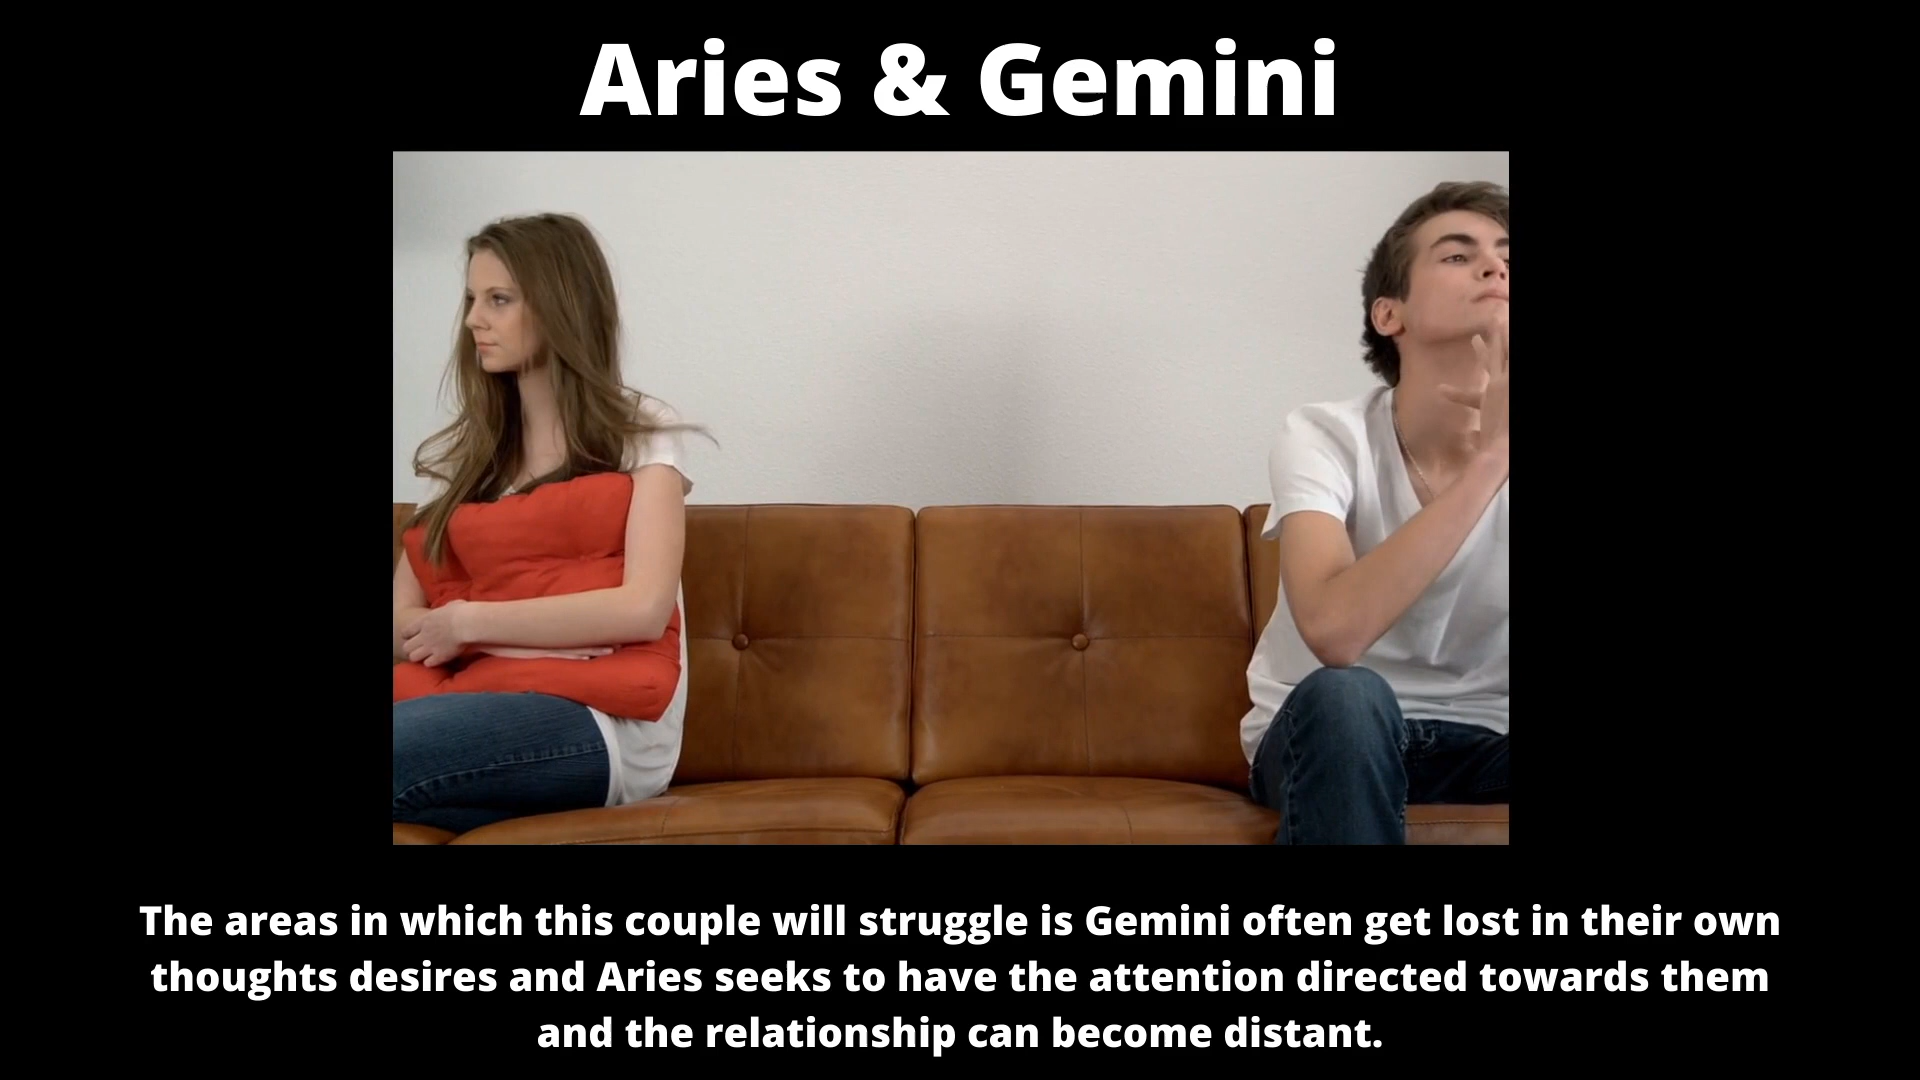 Aries & Gemini
The areas in which this couple will struggle is Gemini often get lost in their own
thoughts desires and Aries seeks to have the attention directed towards them
and the relationship can become distant.